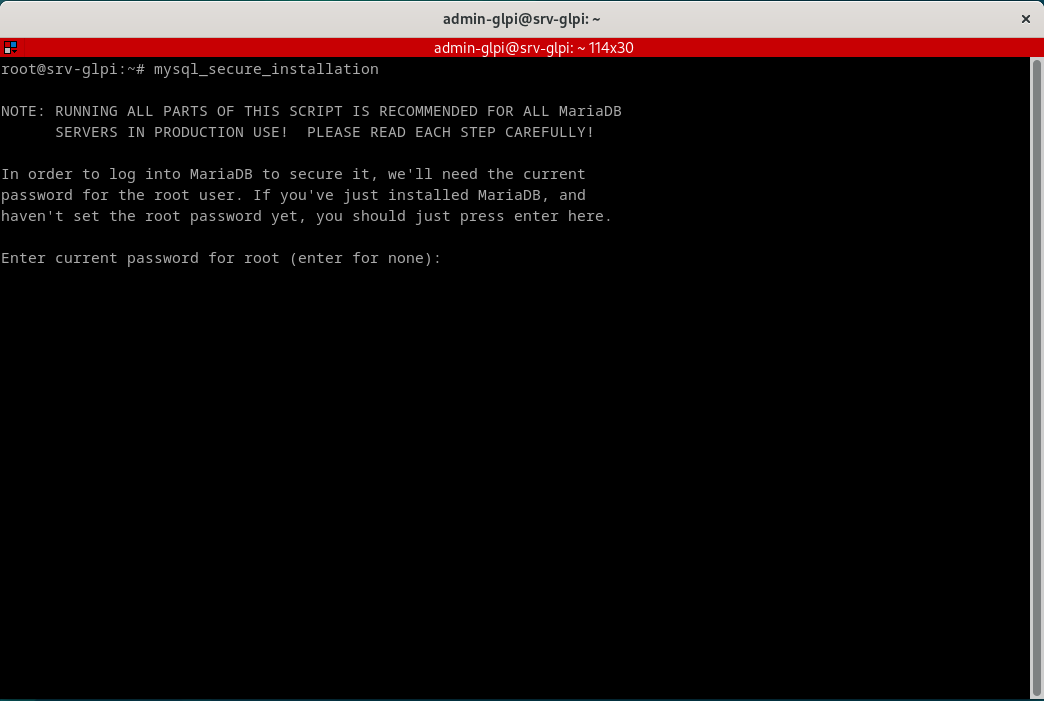 admin-glpi@srv-glpi: ~
admin-glpi@srv-glpi: ~ 114x30
root@srv-glpi:~# mysql_secure_installation
NOTE: RUNNING ALL PARTS OF THIS SCRIPT IS RECOMMENDED FOR ALL MariaDB
      SERVERS IN PRODUCTION USE!  PLEASE READ EACH STEP CAREFULLY!
In order to log into MariaDB to secure it, we'll need the current
password for the root user. If you've just installed MariaDB, and
haven't set the root password yet, you should just press enter here.
Enter current password for root (enter for none):